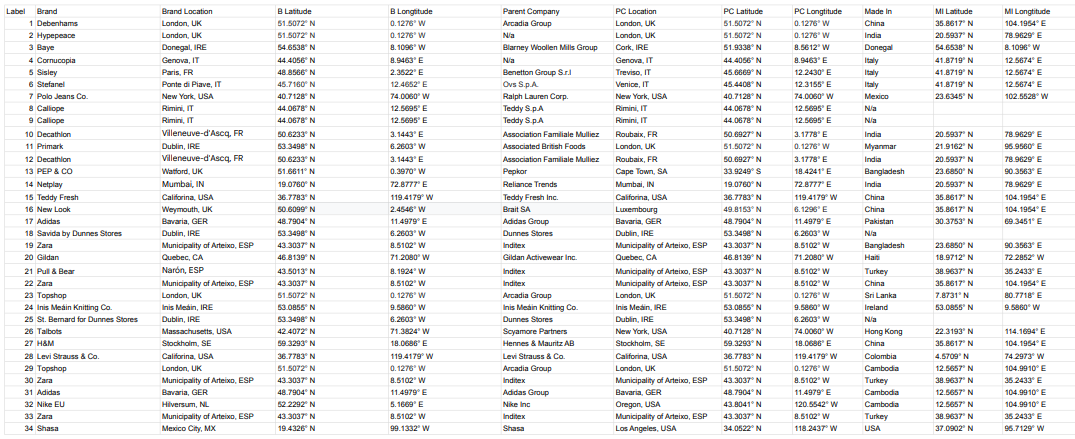 Label Brand Brand Location B Latitude B Longtitude Parent Company PC Location PC Latitude PC Longtitude Made In MI Latitude MI Longtitude
1 Debenhams London, UK 51.5072° N 0.1276° W Arcadia Group London, UK 51.5072° N 0.1276° W China 35.8617° N 104.1954° E
2 Hypepeace London, UK 51.5072° N 0.1276° W N/a London, UK 51.5072° N 0.1276° W India 20.5937° N 78.9629° E
3 Baye Donegal, IRE 54.6538° N 8.1096° W Blarney Woollen Mills Group Cork, IRE 51.9338° N 8.5612° W Donegal 54.6538° N 8.1096° W
4 Cornucopia Genova, IT 44.4056° N 8.9463° E N/a Genova, IT 44.4056° N 8.9463° E Italy 41.8719° N 12.5674° E
5 Sisley Paris, FR 48.8566° N 2.3522° E Benetton Group S.r.l Treviso, IT 45.6669° N 12.2430° E Italy 41.8719° N 12.5674° E
6 Stefanel Ponte di Piave, IT 45.7160° N 12.4652° E Ovs S.p.A. Venice, IT 45.4408° N 12.3155° E Italy 41.8719° N 12.5674° E
7 Polo Jeans Co. New York, USA 40.7128° N 74.0060° W Ralph Lauren Corp. New York, USA 40.7128° N 74.0060° W Mexico 23.6345° N 102.5528° W
8 Calliope Rimini, IT 44.0678° N 12.5695° E Teddy S.p.A Rimini, IT 44.0678° N 12.5695° E N/a
9 Calliope Rimini, IT 44.0678° N 12.5695° E Teddy S.p.A Rimini, IT 44.0678° N 12.5695° E N/a
10 Decathlon Villeneuve-d'Ascq, FR 50.6233° N 3.1443° E Association Familiale Mulliez Roubaix, FR 50.6927° N 3.1778° E India 20.5937° N 78.9629° E
11 Primark Dublin, IRE 53.3498° N 6.2603° W Associated British Foods London, UK 51.5072° N 0.1276° W Myanmar 21.9162° N 95.9560° E
12 Decathlon Villeneuve-d'Ascq, FR 50.6233° N 3.1443° E Association Familiale Mulliez Roubaix, FR 50.6927° N 3.1778° E India 20.5937° N 78.9629° E
13 PEP & CO Watford, UK 51.6611° N 0.3970° W Pepkor Cape Town, SA 33.9249° S 18.4241° E Bangladesh 23.6850° N 90.3563° E
14 Netplay Mumbai, IN 19.0760° N 72.8777° E Reliance Trends Mumbai, IN 19.0760° N 72.8777° E India 20.5937° N 78.9629° E
15 Teddy Fresh Califorina, USA 36.7783° N 119.4179° W Teddy Fresh Inc. Califorina, USA 36.7783° N 119.4179° W China 35.8617° N 104.1954° E
16 New Look Weymouth, UK 50.6099° N 2.4546° W Brait SA Luxembourg 49.8153° N 6.1296° E China 35.8617° N 104.1954° E
17 Adidas Bavaria, GER 48.7904° N 11.4979° E Adidas Group Bavaria, GER 48.7904° N 11.4979° E Pakistan 30.3753° N 69.3451° E
18 Savida by Dunnes Stores Dublin, IRE 53.3498° N 6.2603° W Dunnes Stores Dublin, IRE 53.3498° N 6.2603° W N/a
19 Zara Municipality of Arteixo, ESP 43.3037° N 8.5102° W Inditex Municipality of Arteixo, ESP 43.3037° N 8.5102° W Bangladesh 23.6850° N 90.3563° E
20 Gildan Quebec, CA 46.8139° N 71.2080° W Gildan Activewear Inc. Quebec, CA 46.8139° N 71.2080° W Haiti 18.9712° N 72.2852° W
21 Pull & Bear Narón, ESP 43.5013° N 8.1924° W Inditex Municipality of Arteixo, ESP 43.3037° N 8.5102° W Turkey 38.9637° N 35.2433° E
22 Zara Municipality of Arteixo, ESP 43.3037° N 8.5102° W Inditex Municipality of Arteixo, ESP 43.3037° N 8.5102° W China 35.8617° N 104.1954° E
23 Topshop London, UK 51.5072° N 0.1276° W Arcadia Group London, UK 51.5072° N 0.1276° W Sri Lanka 7.8731° N 80.7718° E
24 Inis Meáin Knitting Co. Inis Meáin, IRE 53.0855° N 9.5860° W Inis Meáin Knitting Co. Inis Meáin, IRE 53.0855° N 9.5860° W Ireland 53.0855° N 9.5860° W
25 St. Bernard for Dunnes Stores Dublin, IRE 53.3498° N 6.2603° W Dunnes Stores Dublin, IRE 53.3498° N 6.2603° W N/a
26 Talbots Massachusetts, USA 42.4072° N 71.3824° W Scyamore Partners New York, USA 40.7128° N 74.0060° W Hong Kong 22.3193° N 114.1694° E
27 H&M Stockholm, SE 59.3293° N 18.0686° E Hennes & Mauritz AB Stockholm, SE 59.3293° N 18.0686° E China 35.8617° N 104.1954° E
28 Levi Strauss & Co. Califorina, USA 36.7783° N 119.4179° W Levi Strauss & Co. Califorina, USA 36.7783° N 119.4179° W Colombia 4.5709° N 74.2973° W
29 Topshop London, UK 51.5072° N 0.1276° W Arcadia Group London, UK 51.5072° N 0.1276° W Cambodia 12.5657° N 104.9910° E
30 Zara Municipality of Arteixo, ESP 43.3037° N 8.5102° W Inditex Municipality of Arteixo, ESP 43.3037° N 8.5102° W Turkey 38.9637° N 35.2433° E
31 Adidas Bavaria, GER 48.7904° N 11.4979° E Adidas Group Bavaria, GER 48.7904° N 11.4979° E Cambodia 12.5657° N 104.9910° E
32 Nike EU Hilversum, NL 52.2292° N 5.1669° E Nike Inc Oregon, USA 43.8041° N 120.5542° W Cambodia 12.5657° N 104.9910° E
33 Zara Municipality of Arteixo, ESP 43.3037° N 8.5102° W Inditex Municipality of Arteixo, ESP 43.3037° N 8.5102° W Turkey 38.9637° N 35.2433° E
34 Shasa Mexico City, MX 19.4326° N 99.1332° W Shasa Los Angeles, USA 34.0522° N 118.2437° W USA 37.0902° N 95.7129° W